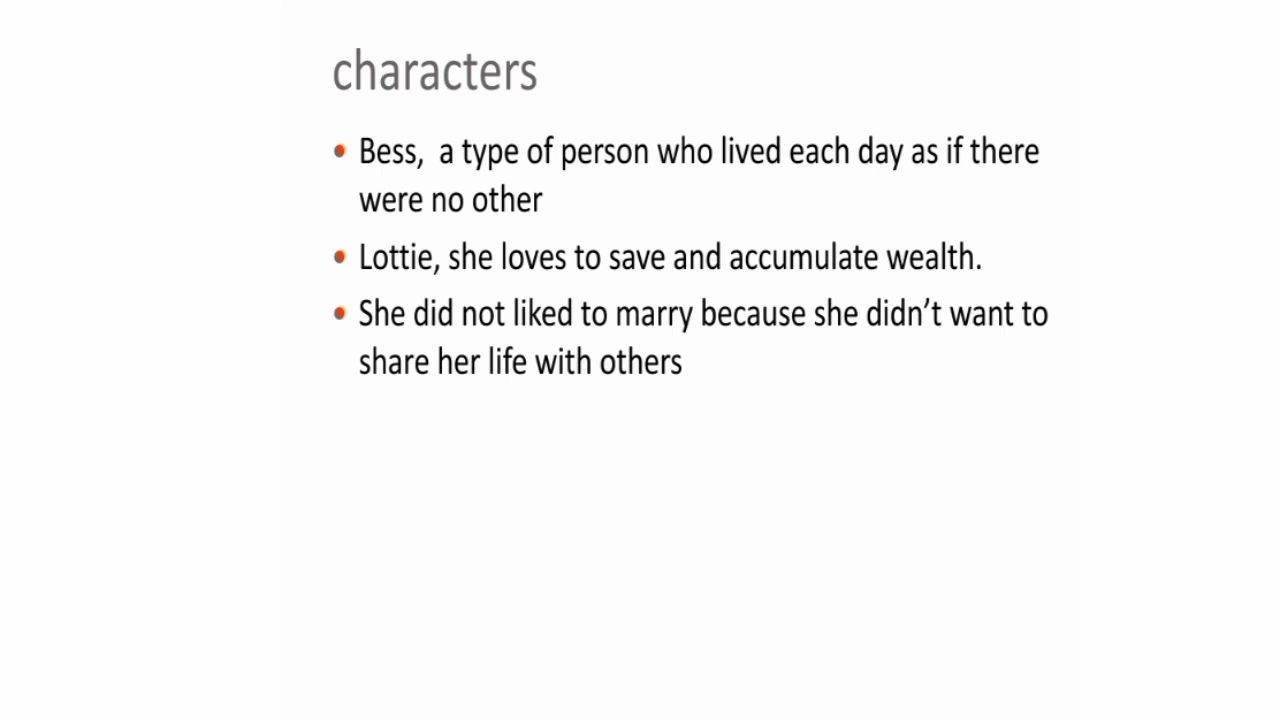 characters
• Bess,  a type of person who lived each day as if there
were no other
• Lottie, she loves to save and accumulate wealth.
• She did not liked to marry because she didn’t want to
share her life with others